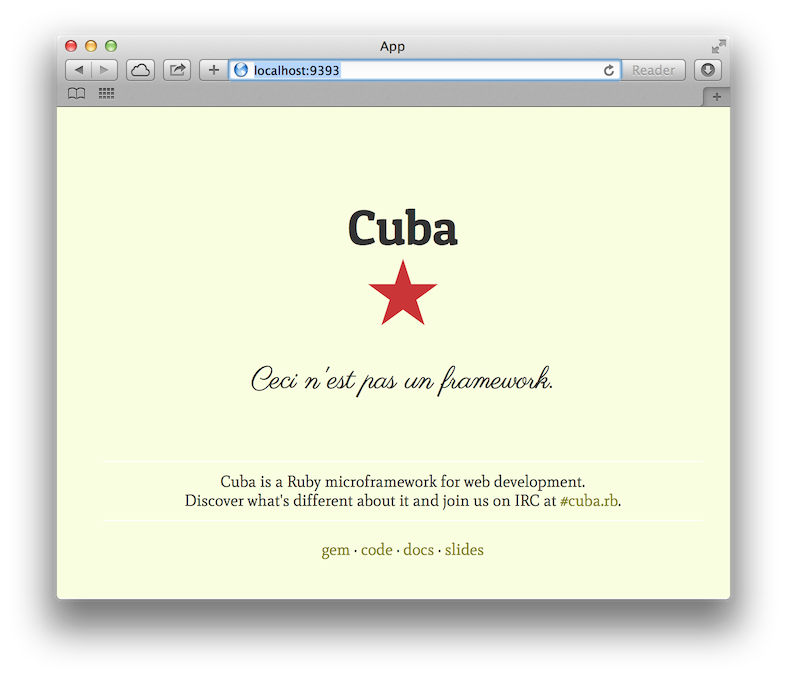 App
localhost:9393
Reader
Cuba
Ceci n'est pas un framework.
Cuba is a Ruby microframework for web development.
Discover what's different about it and join us on IRC at #cuba.rb.
gem · code · docs · slides